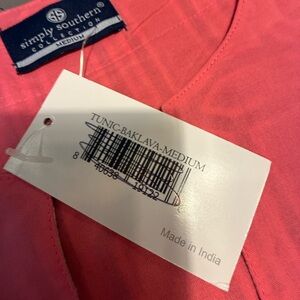 simply southern
COLLECTION
MEDIUM
TUNIC-BAKLAVA-MEDIUM
Made in India